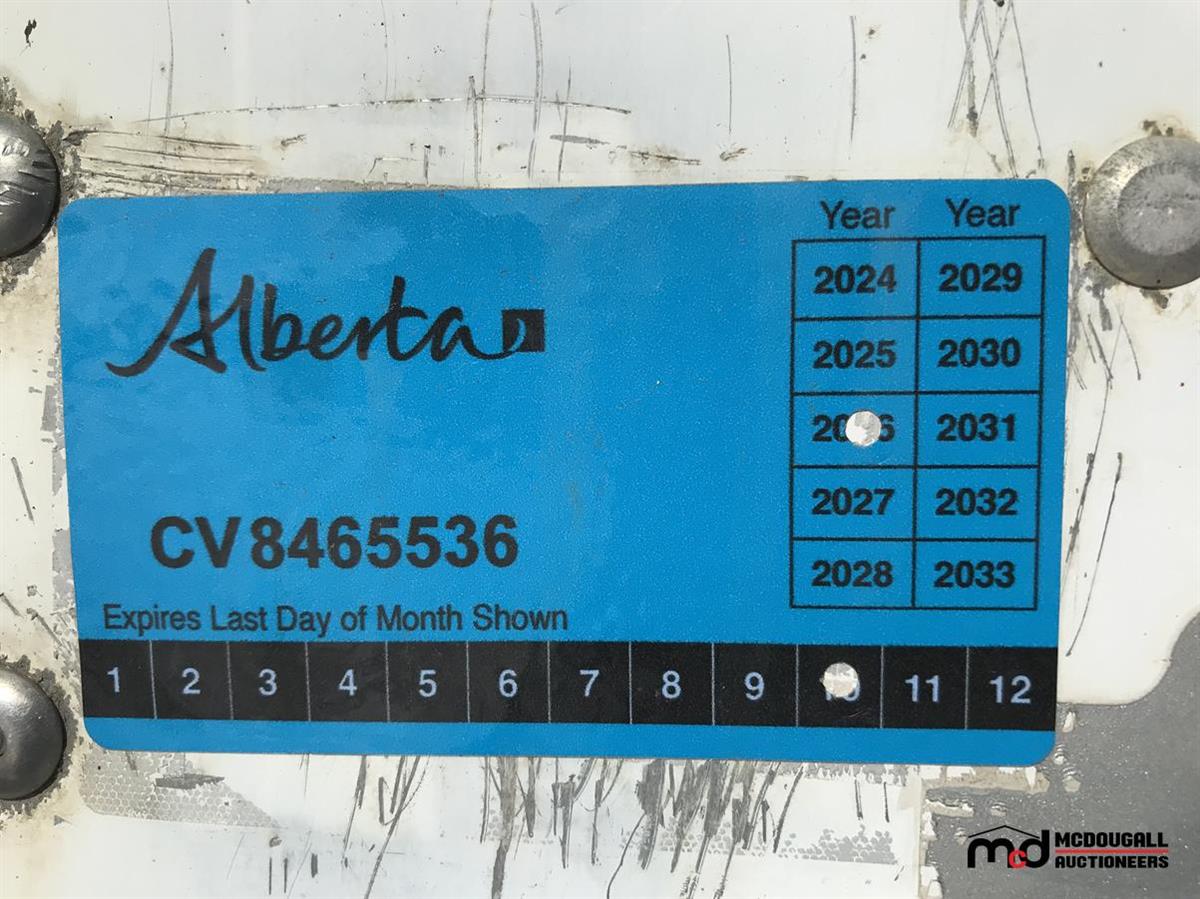 Year Year
2024 2029
2025 2030
2031
2027 2032
2028 2033
Alberta
CV8465536
Expires Last Day of Month Shown
1 2 3 4 5 6 7 8 9 11 12
mcd MCDOUGALL
AUCTIONEERS